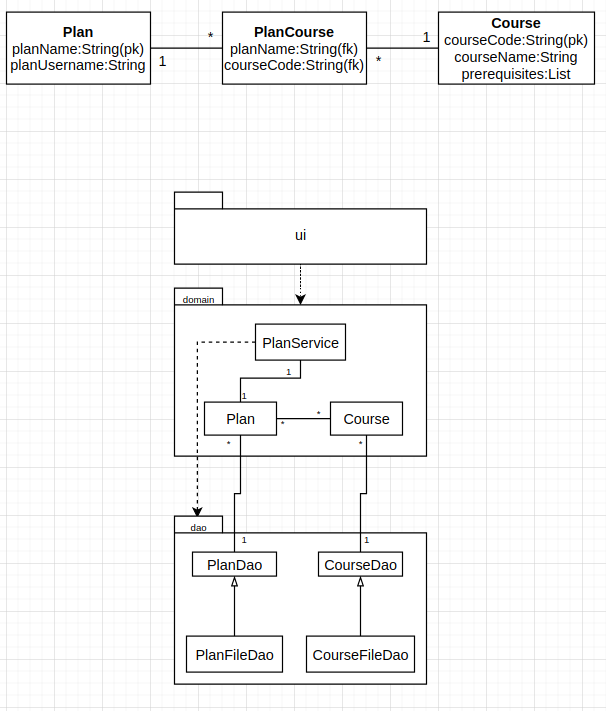 Plan
planName:String(pk)
planUsername:String
1
*
PlanCourse
planName:String(fk)
courseCode:String(fk)
*
1
Course
courseCode:String(pk)
courseName:String
prerequisites:List
ui
domain
PlanService
1
1
Plan
*
*
Course
*
*
dao
1
1
PlanDao
CourseDao
PlanFileDao
CourseFileDao